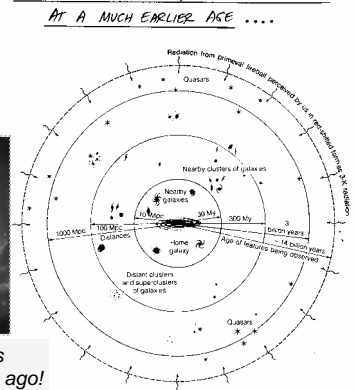 AT A MUCH EARLIER AGE ....
Radiation from primeval fireball perceived by us in red-shifted form as 3-K radiation
Quasars
Nearby clusters of galaxies
Nearby
galaxies
10 Mpc
30 My
100 Mpc
300 My
1000 Mpc
3
billion years
Distances
~ 14 billion years
Home
galaxy
Age of features being observed
Distant clusters
and superclusters
of galaxies
Quasars
s
ago!